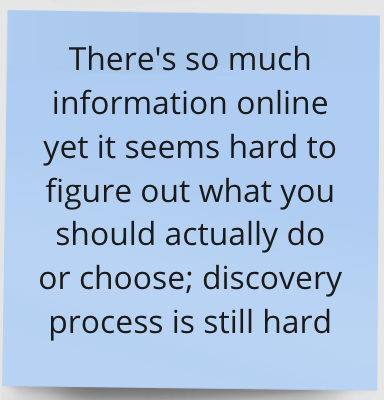 There's so much
information online
yet it seems hard to
figure out what you
should actually do
or choose; discovery
process is still hard